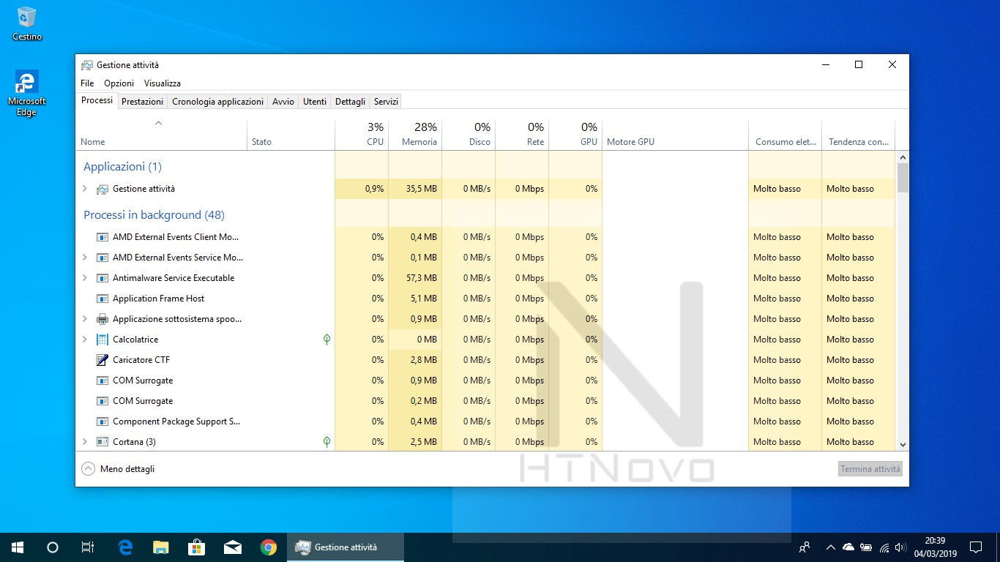 Cestino
Microsoft
Edge
Gestione attività
File Opzioni Visualizza
Processi Prestazioni Cronologia applicazioni Avvio Utenti Dettagli Servizi
3% 28% 0% 0% 0%
Nome Stato CPU Memoria Disco Rete GPU Motore GPU Consumo elet... Tendenza con...
Applicazioni (1)
Gestione attività 0,9% 35,5 MB 0 MB/s 0 Mbps 0% Molto basso Molto basso
Processi in background (48)
AMD External Events Client Mo... 0% 0,4 MB 0 MB/s 0 Mbps 0% Molto basso Molto basso
AMD External Events Service Mo... 0% 0,1 MB 0 MB/s 0 Mbps 0% Molto basso Molto basso
Antimalware Service Executable 0% 57,3 MB 0 MB/s 0 Mbps 0% Molto basso Molto basso
Application Frame Host 0% 5,1 MB 0 MB/s 0 Mbps 0% Molto basso Molto basso
Applicazione sottosistema spoo... 0% 0,9 MB 0 MB/s 0 Mbps 0% Molto basso Molto basso
Calcolatrice 0% 0 MB 0 MB/s 0 Mbps 0% Molto basso Molto basso
Caricatore CTF 0% 2,8 MB 0 MB/s 0 Mbps 0% Molto basso Molto basso
COM Surrogate 0% 0,9 MB 0 MB/s 0 Mbps 0% Molto basso Molto basso
COM Surrogate 0% 0,2 MB 0 MB/s 0 Mbps 0% Molto basso Molto basso
Component Package Support S... 0% 0,4 MB 0 MB/s 0 Mbps 0% Molto basso Molto basso
Cortana (3) 0% 2,5 MB 0 MB/s 0 Mbps 0% Molto basso Molto basso
Meno dettagli Termina attività
HTNovo
Gestione attività
20:39
04/03/2019